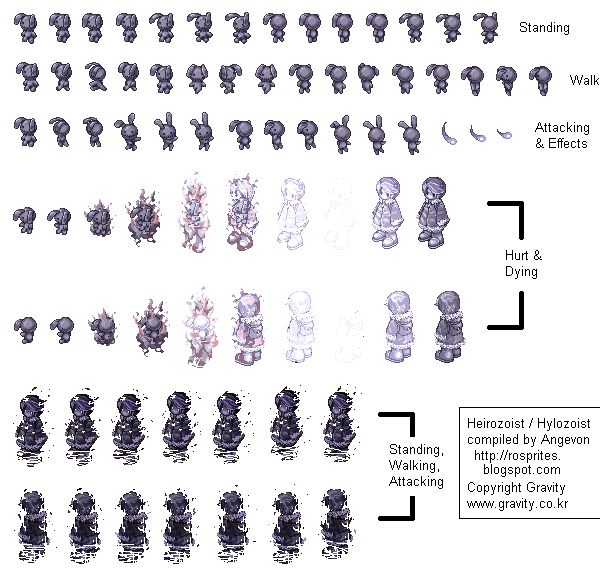 Standing
Walk
Attacking
& Effects
Hurt &
Dying
Standing,
Walking,
Attacking
Heirozoist / Hylozoist
compiled by Angevon
http://rosprites.
blogspot.com
Copyright Gravity
www.gravity.co.kr